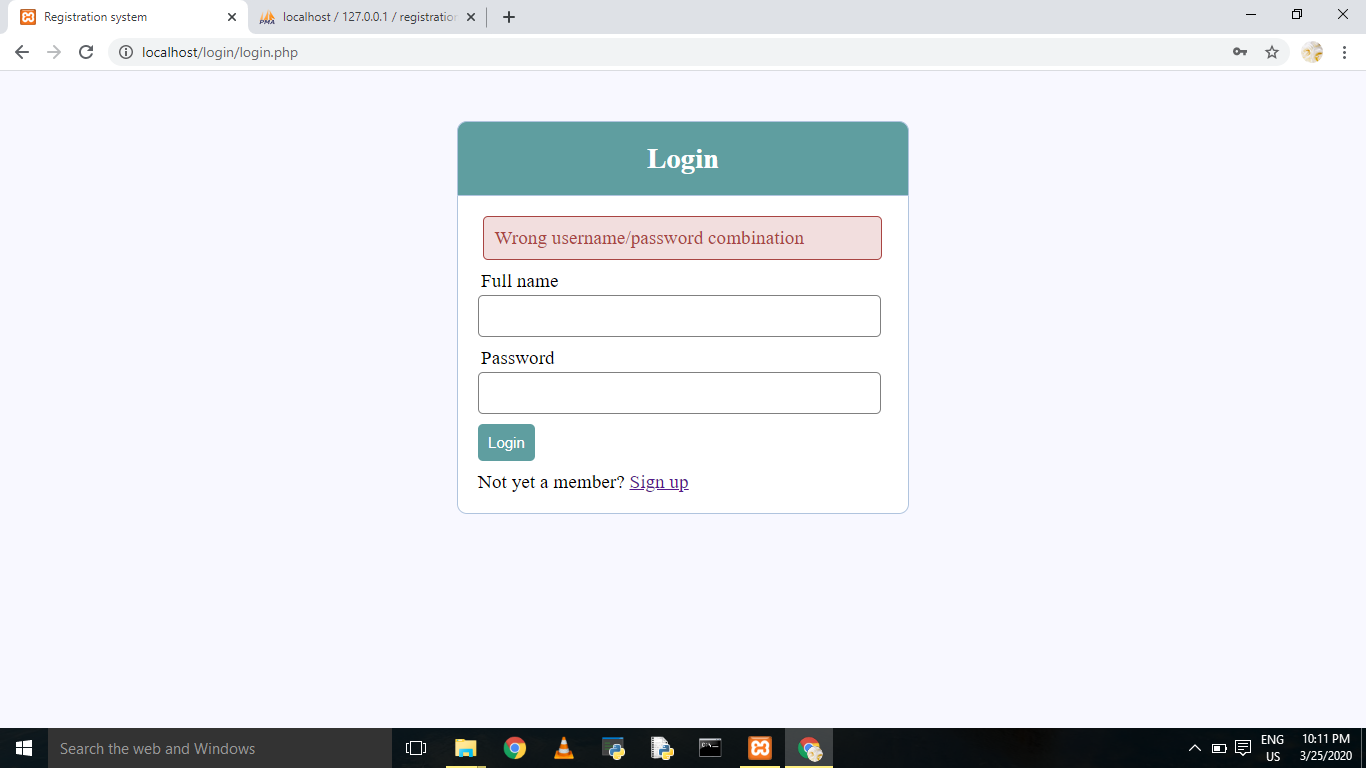 Registration system
localhost / 127.0.0.1 / registration
localhost/login/login.php
Login
Wrong username/password combination
Full name
Password
Login
Not yet a member? Sign up
Search the web and Windows
ENG
US
10:11 PM
3/25/2020